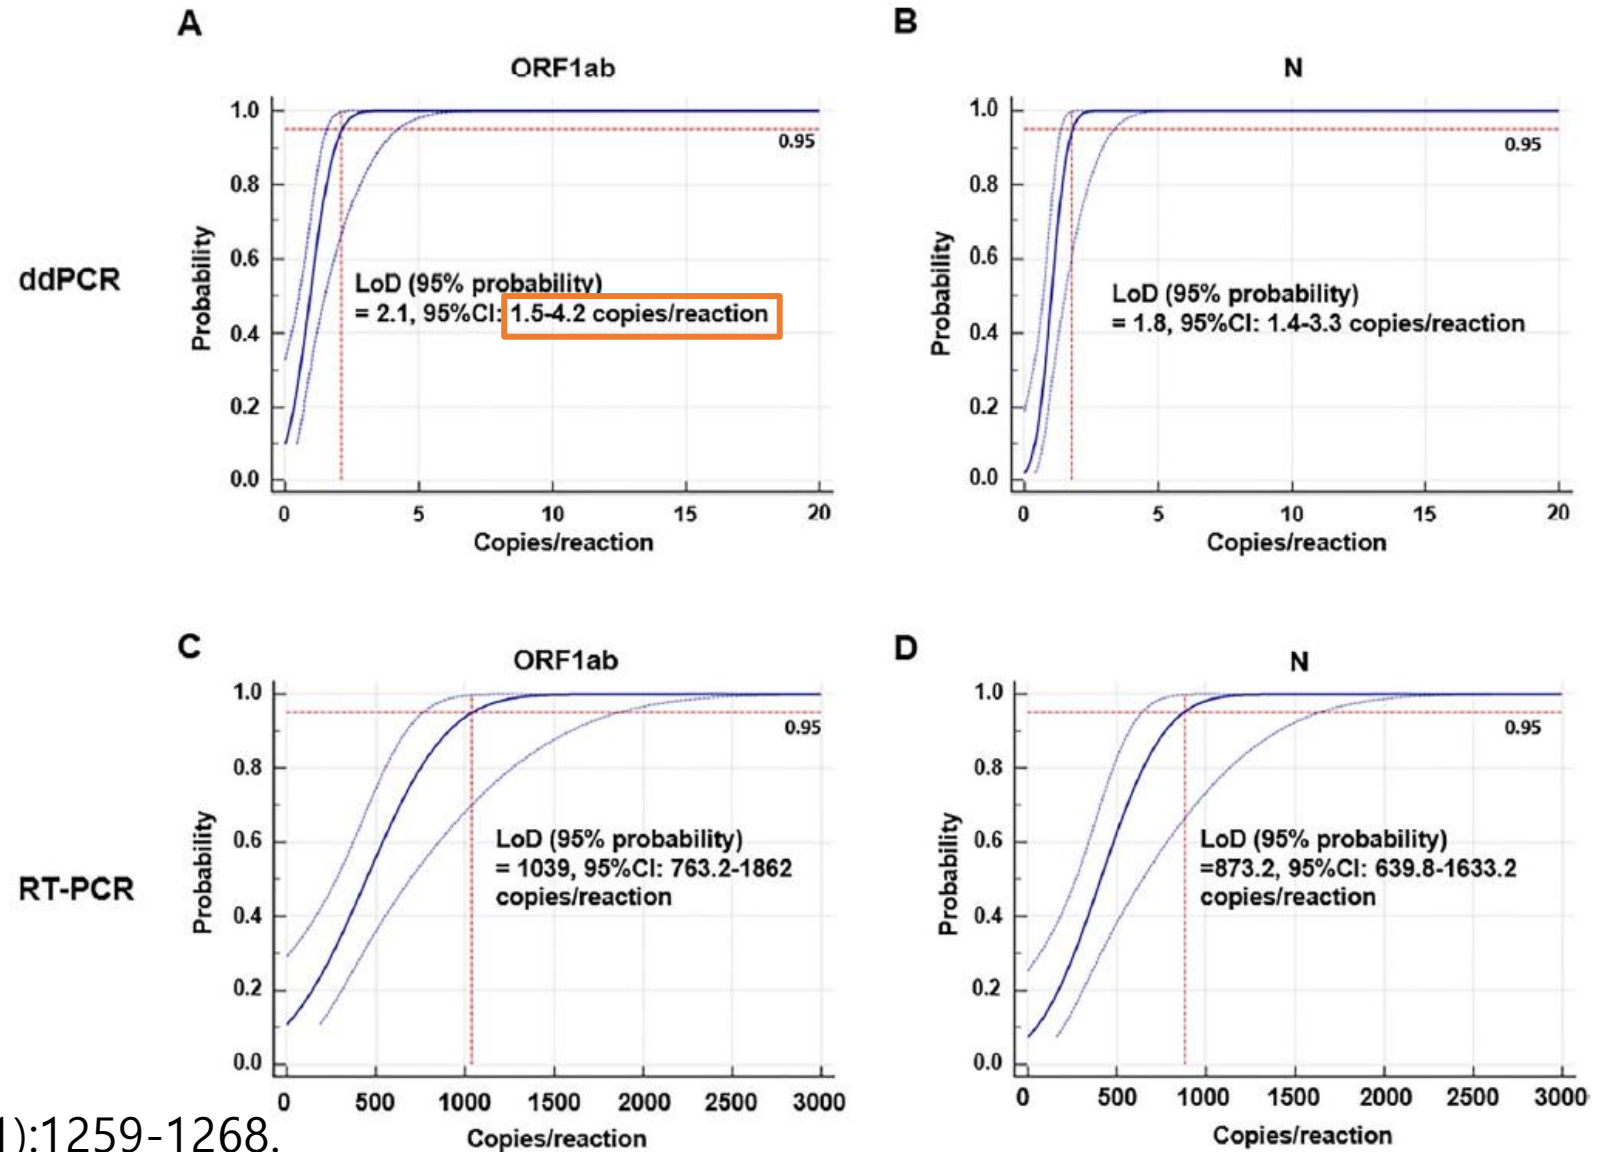 A
ORF1ab
1.0
0.8
0.6
0.4
0.2
0.0
Probability
0.95
LoD (95% probability)
= 2.1, 95%CI: 1.5-4.2 copies/reaction
0 5 10 15 20
Copies/reaction
B
N
1.0
0.8
0.6
0.4
0.2
0.0
Probability
0.95
LoD (95% probability)
= 1.8, 95%CI: 1.4-3.3 copies/reaction
0 5 10 15 20
Copies/reaction
ddPCR
C
ORF1ab
1.0
0.8
0.6
0.4
0.2
0.0
Probability
0.95
LoD (95% probability)
= 1039, 95%CI: 763.2-1862
copies/reaction
0 500 1000 1500 2000 2500 3000
Copies/reaction
D
N
1.0
0.8
0.6
0.4
0.2
0.0
Probability
0.95
LoD (95% probability)
=873.2, 95%CI: 639.8-1633.2
copies/reaction
0 500 1000 1500 2000 2500 3000
Copies/reaction
RT-PCR
):1259-1268.